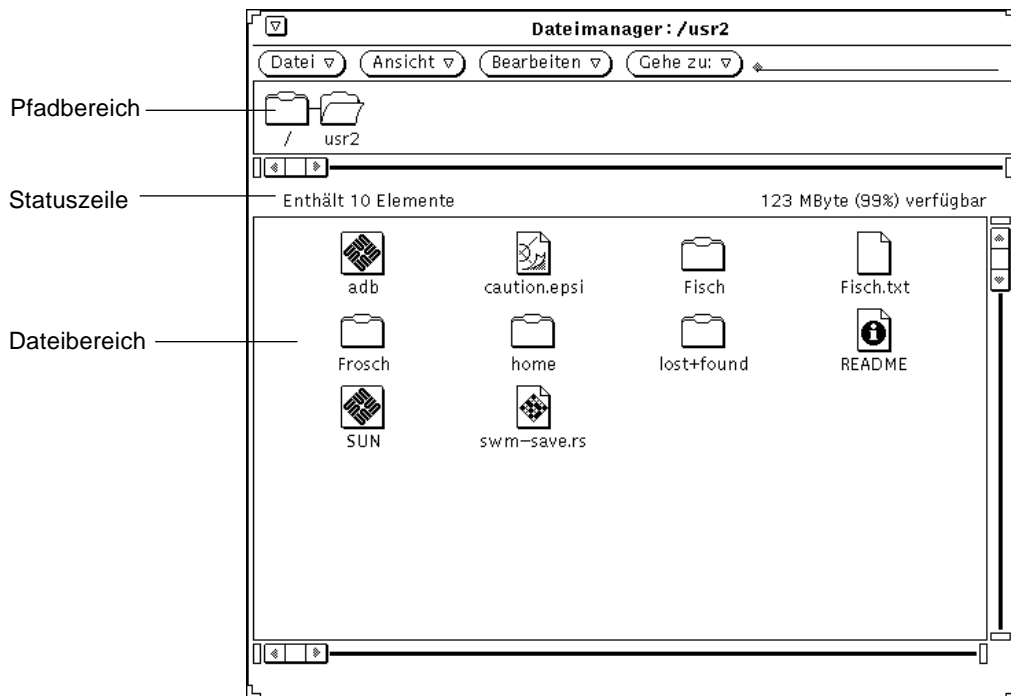 Dateimanager: /usr2
Datei Ansicht Bearbeiten Gehe zu:
Pfadbereich
/ usr2
Statuszeile
Enthält 10 Elemente 123 MByte (99%) verfügbar
adb caution.epsi Fisch Fisch.txt
Dateibereich
Frosch home lost+found README
SUN swm-save.rs